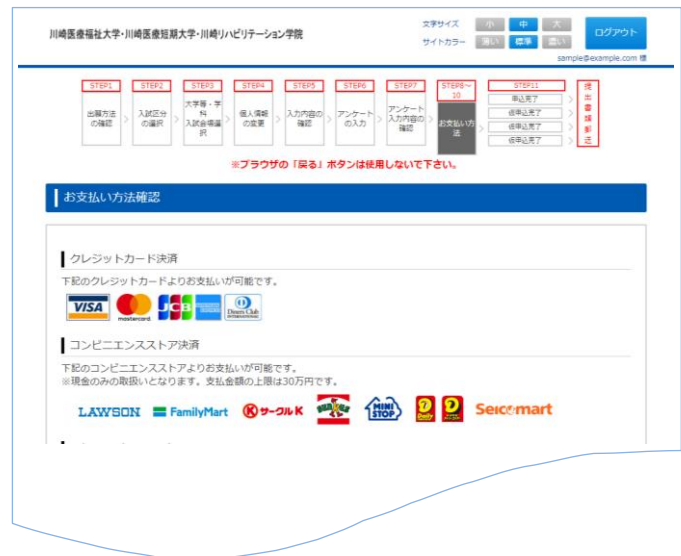 川崎医療福祉大学・川崎医療短期大学・川崎リハビリテーション学院
文字サイズ 小 中 大
サイトカラー 薄い 標準 濃い
ログアウト
sample@example.com 様
STEP1
出願方法
の確認
STEP2
入試区分
の選択
STEP3
大学等・学
科
入試会場選
択
STEP4
個人情報
の変更
STEP5
入力内容の
確認
STEP6
アンケート
の入力
STEP7
アンケート
入力内容の
確認
STEP8～
10
お支払い方
法
STEP11
申込完了
仮申込完了
仮申込完了
仮申込完了
提出書類郵送
※ブラウザの「戻る」ボタンは使用しないで下さい。
お支払い方法確認
クレジットカード決済
下記のクレジットカードよりお支払いが可能です。
VISA
mastercard
JCB
Diners Club
INTERNATIONAL
コンビニエンスストア決済
下記のコンビニエンスストアよりお支払いが可能です。
※現金のみの取扱いとなります。支払金額の上限は30万円です。
LAWSON FamilyMart サークルK MINI STOP Daily Seicomart